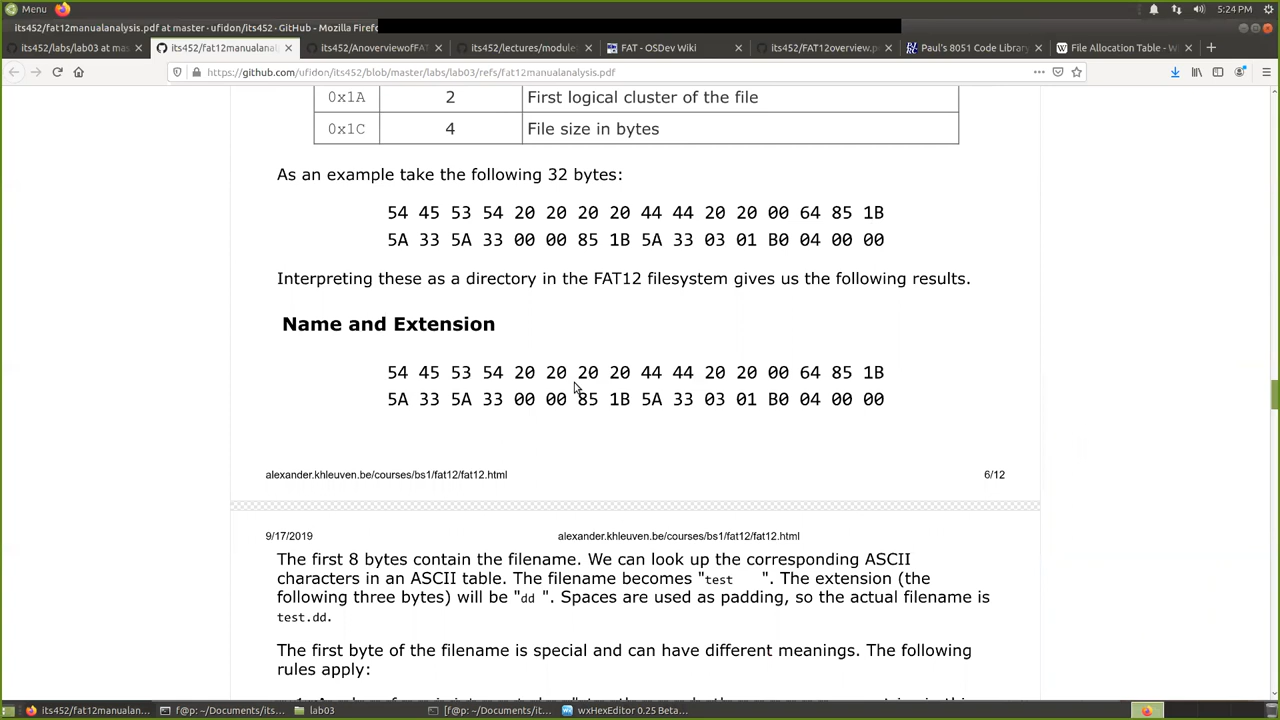 Menu
5:24 PM
its452/fat12manualanalysis.pdf at master · ufidon/its452 · GitHub - Mozilla Firefo
its452/labs/lab03 at mas
its452/fat12manualanal
its452/AnoverviewofFAT
its452/lectures/module
FAT - OSDev Wiki
its452/FAT12overview.p
Paul's 8051 Code Library
File Allocation Table - W
https://github.com/ufidon/its452/blob/master/labs/lab03/refs/fat12manualanalysis.pdf
0x1A 2 First logical cluster of the file
0x1C 4 File size in bytes
As an example take the following 32 bytes:
54 45 53 54 20 20 20 20 44 44 20 20 00 64 85 1B
5A 33 5A 33 00 00 85 1B 5A 33 03 01 B0 04 00 00
Interpreting these as a directory in the FAT12 filesystem gives us the following results.
Name and Extension
54 45 53 54 20 20 20 20 44 44 20 20 00 64 85 1B
5A 33 5A 33 00 00 85 1B 5A 33 03 01 B0 04 00 00
alexander.khleuven.be/courses/bs1/fat12/fat12.html 6/12
9/17/2019 alexander.khleuven.be/courses/bs1/fat12/fat12.html
The first 8 bytes contain the filename. We can look up the corresponding ASCII
characters in an ASCII table. The filename becomes "test    ". The extension (the
following three bytes) will be "dd ". Spaces are used as padding, so the actual filename is
test.dd.
The first byte of the filename is special and can have different meanings. The following
rules apply:
its452/fat12manualan...
f@p: ~/Documents/its...
lab03
[f@p: ~/Documents/it...
wxHexEditor 0.25 Beta...